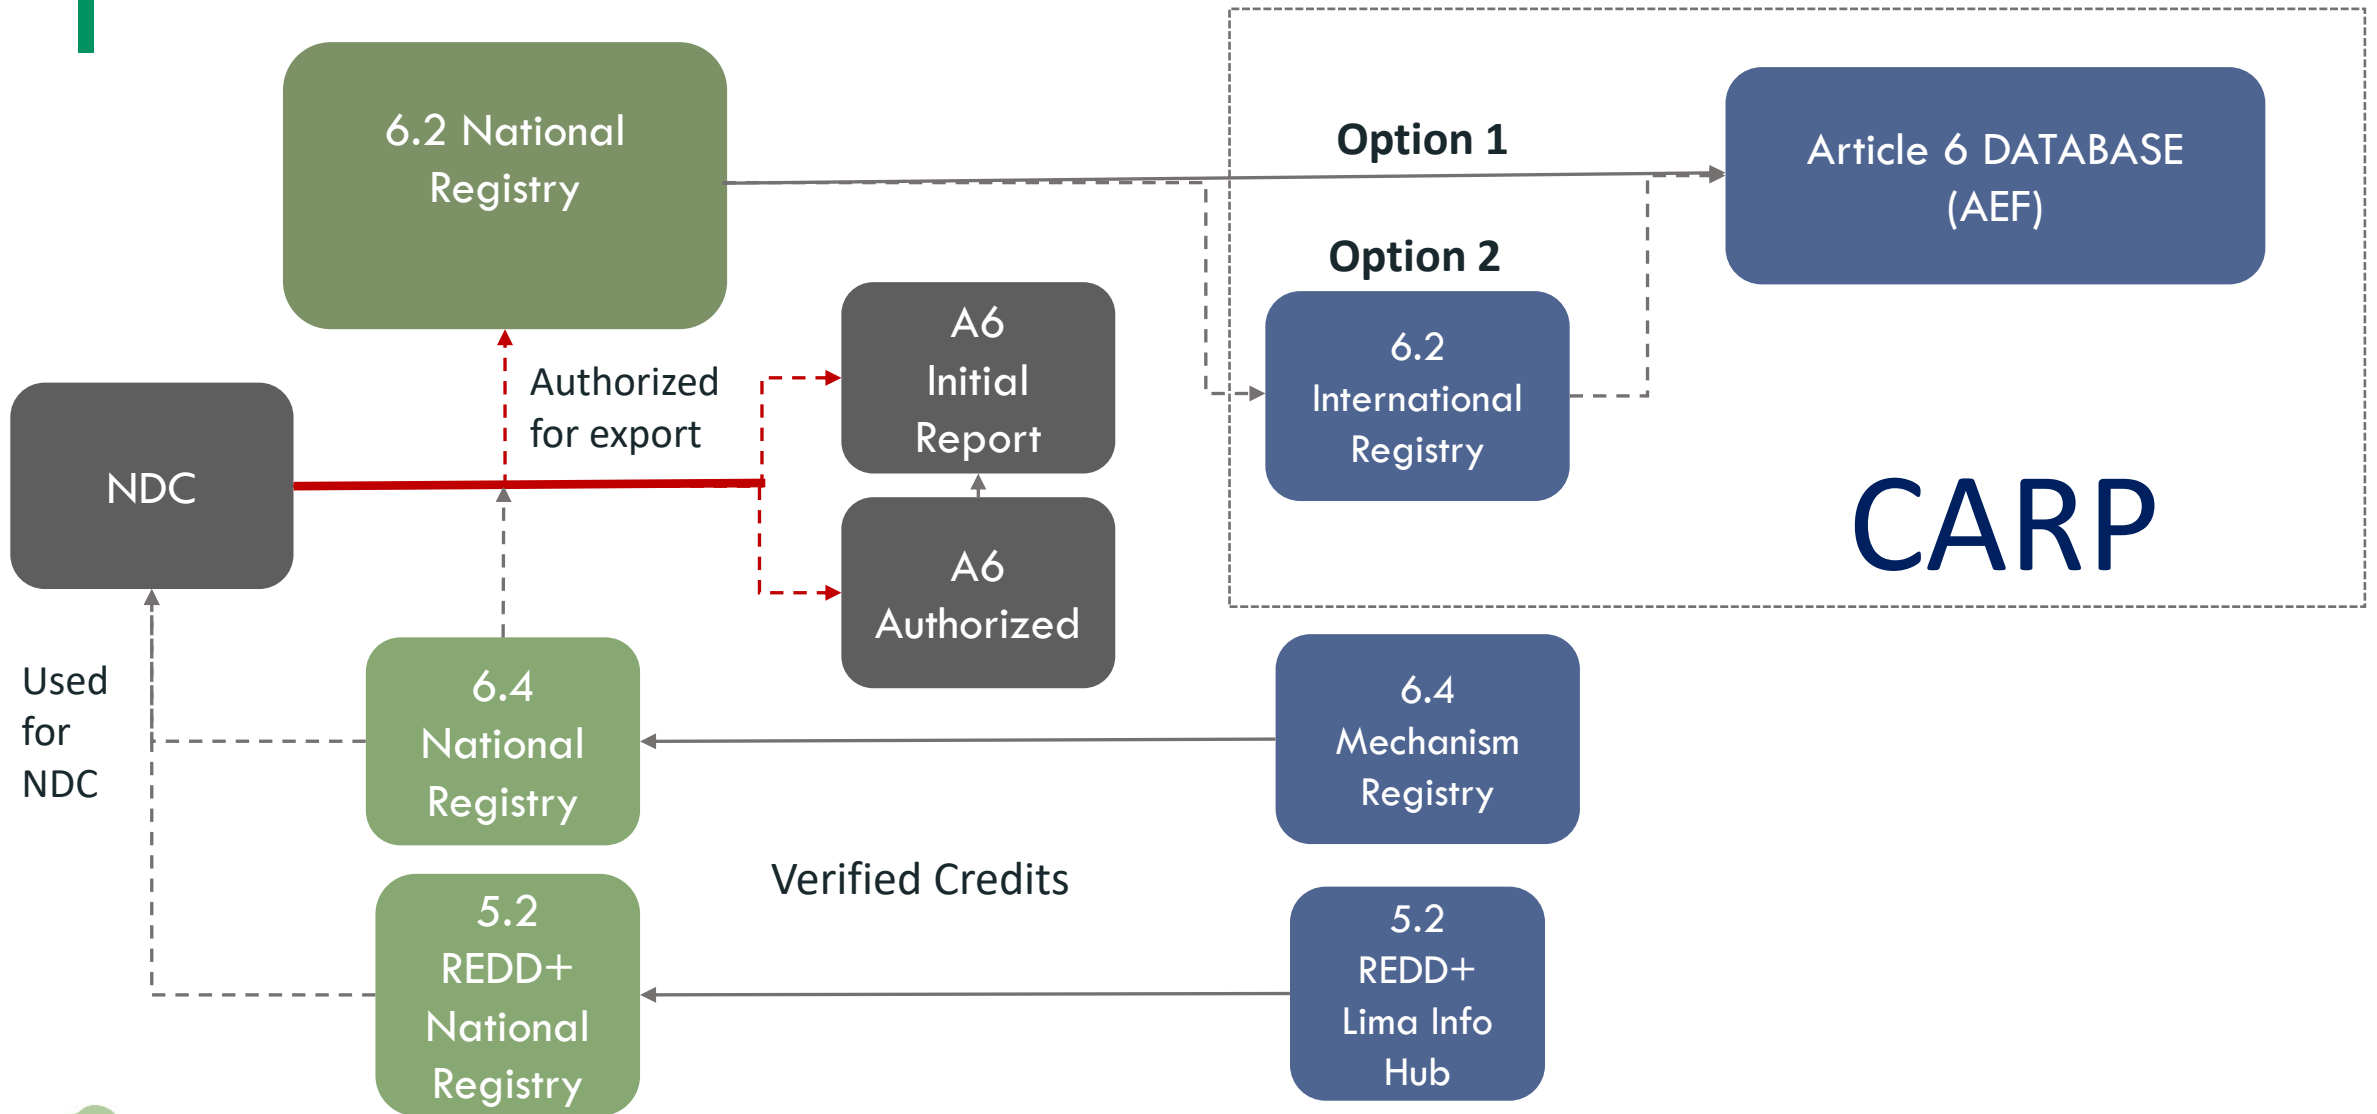 6.2 National
Registry
Option 1
Article 6 DATABASE
(AEF)
Option 2
A6
Initial
Report
6.2
International
Registry
Authorized
for export
NDC
CARP
A6
Authorized
Used
for
NDC
6.4
National
Registry
6.4
Mechanism
Registry
Verified Credits
5.2
REDD+
National
Registry
5.2
REDD+
Lima Info
Hub